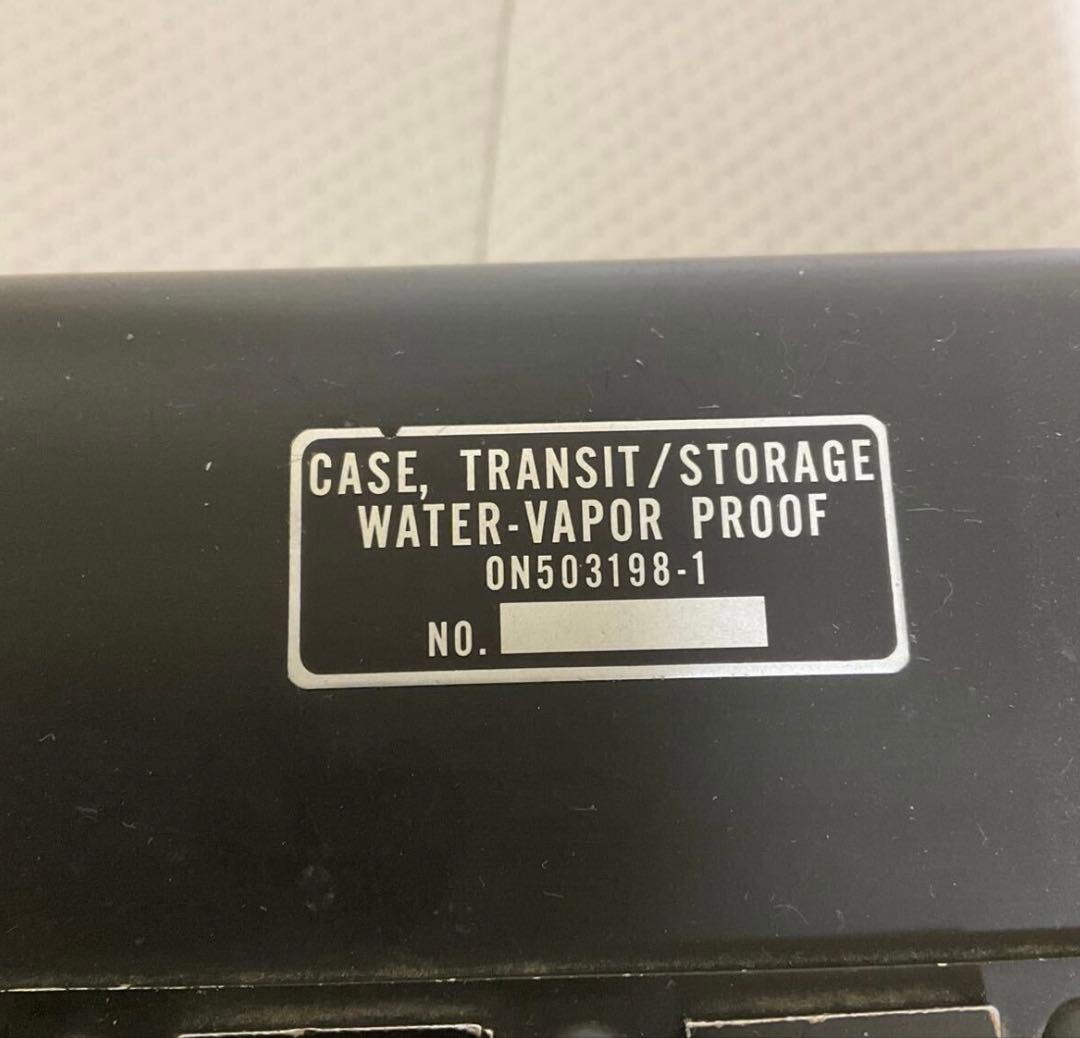 CASE, TRANSIT/STORAGE
WATER-VAPOR PROOF
0N503198-1
NO.